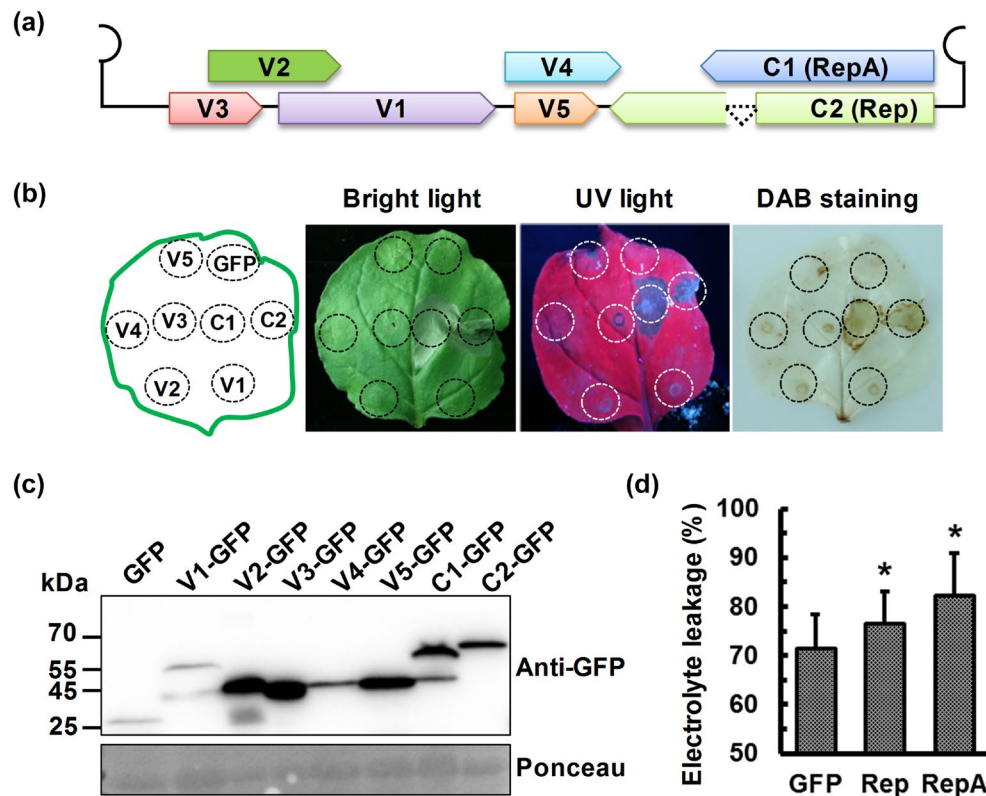 (a)
V2
V4
C1 (RepA)
V3
V1
V5
C2 (Rep)
(b)
Bright light
UV light
DAB staining
V5
GFP
V4
V3
C1
C2
V2
V1
(c)
kDa
GFP
V1-GFP
V2-GFP
V3-GFP
V4-GFP
V5-GFP
C1-GFP
C2-GFP
70
55
45
25
Anti-GFP
Ponceau
(d)
Electrolyte leakage (%)
100
90
80
70
60
50
*
*
GFP
Rep
RepA